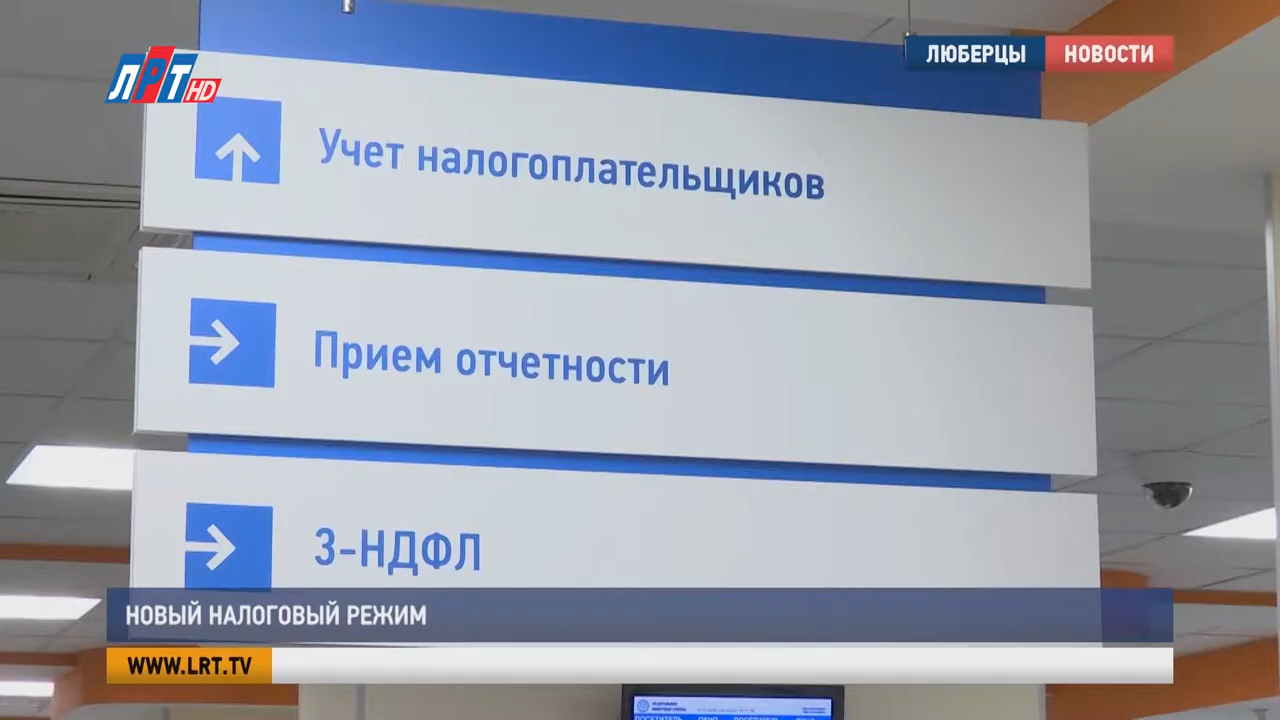 ЛРТ HD
ЛЮБЕРЦЫ НОВОСТИ
Учет налогоплательщиков
Прием отчетности
3-НДФЛ
НОВЫЙ НАЛОГОВЫЙ РЕЖИМ
WWW.LRT.TV